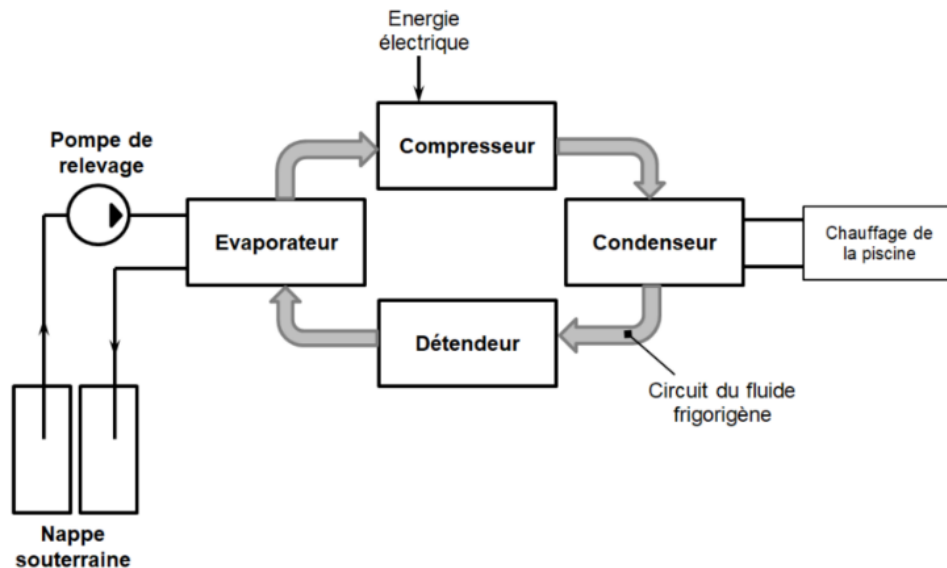 Energie
électrique
Compresseur
Pompe de
relevage
Evaporateur
Condenseur
Chauffage de
la piscine
Détendeur
Circuit du fluide
frigorigène
Nappe
souterraine